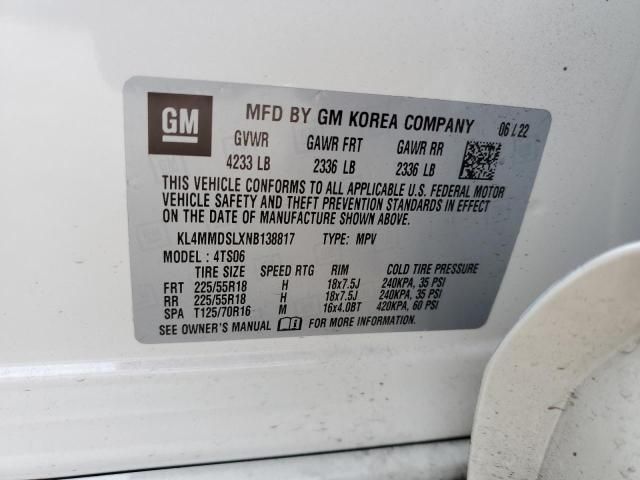 GM
MFD BY GM KOREA COMPANY 06/22
GVWR GAWR FRT GAWR RR
4233 LB 2336 LB 2336 LB
THIS VEHICLE CONFORMS TO ALL APPLICABLE U.S. FEDERAL MOTOR
VEHICLE SAFETY AND THEFT PREVENTION STANDARDS IN EFFECT
ON THE DATE OF MANUFACTURE SHOWN ABOVE.
KL4MMDSLXNB138817 TYPE : MPV
MODEL : 4TS06
TIRE SIZE SPEED RTG RIM COLD TIRE PRESSURE
FRT 225/55R18 H 18x7.5J 240KPA, 35 PSI
RR 225/55R18 H 18x7.5J 240KPA, 35 PSI
SPA T125/70R16 M 16x4.0BT 420KPA, 60 PSI
SEE OWNER'S MANUAL FOR MORE INFORMATION.